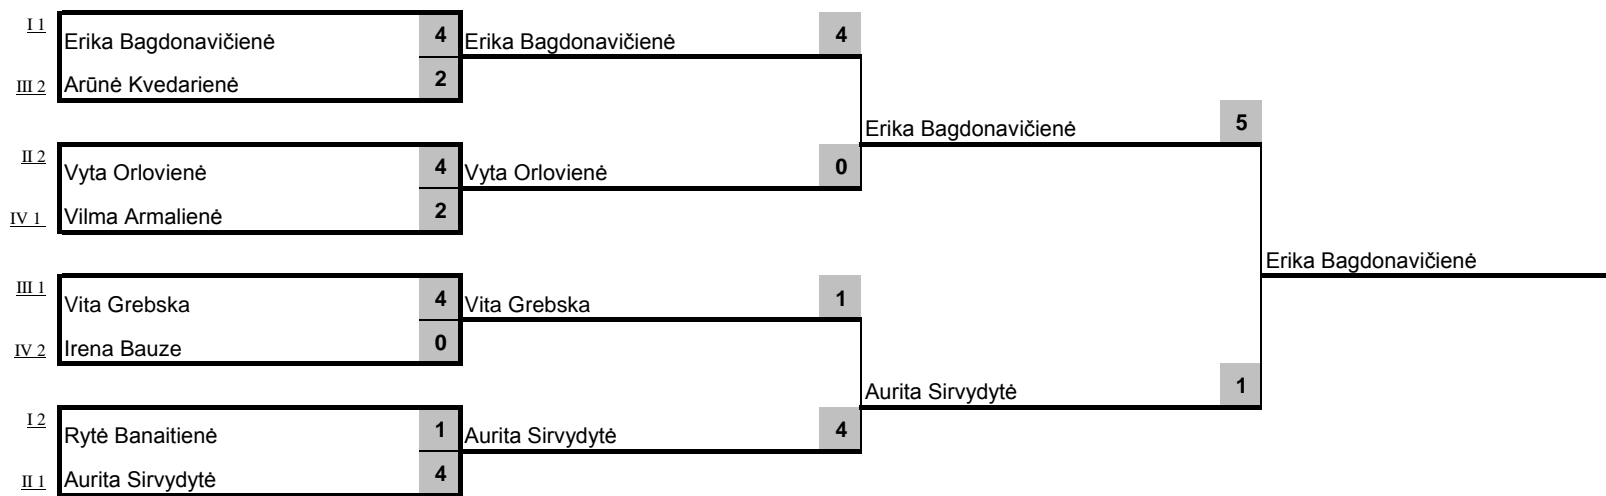 I 1 Erika Bagdonavičienė 4 Erika Bagdonavičienė 4
III 2 Arūnė Kvedarienė 2
Erika Bagdonavičienė 5
II 2 Vyta Orlovienė 4 Vyta Orlovienė 0
IV 1 Vilma Armalienė 2
Erika Bagdonavičienė
III 1 Vita Grebska 4 Vita Grebska 1
IV 2 Irena Bauze 0
Aurita Sirvydytė 1
I 2 Rytė Banaitienė 1 Aurita Sirvydytė 4
II 1 Aurita Sirvydytė 4